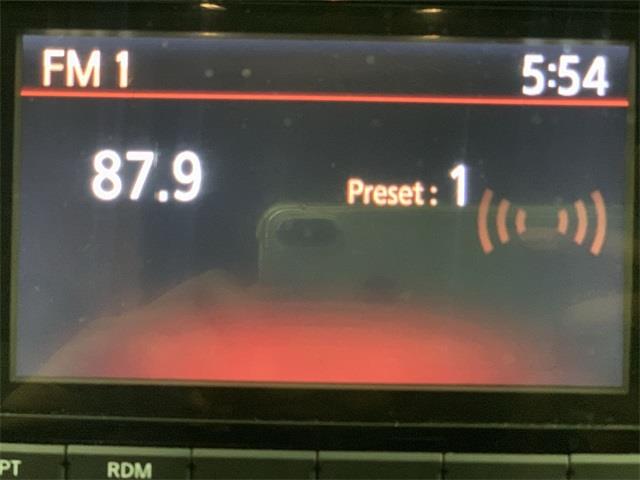 FM 1 5:54
87.9 Preset : 1
PT RDM